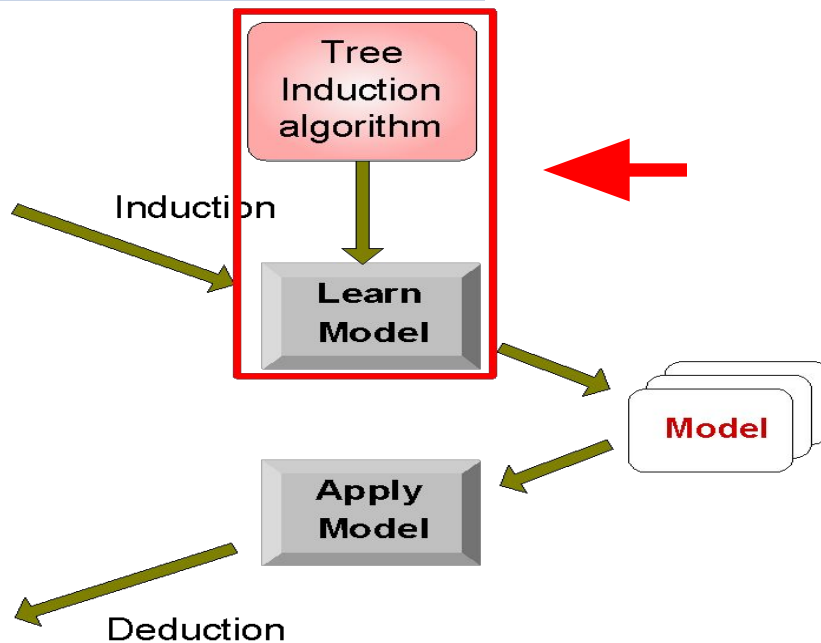 Tree
Induction
algorithm
Induction
Learn
Model
Model
Apply
Model
Deduction